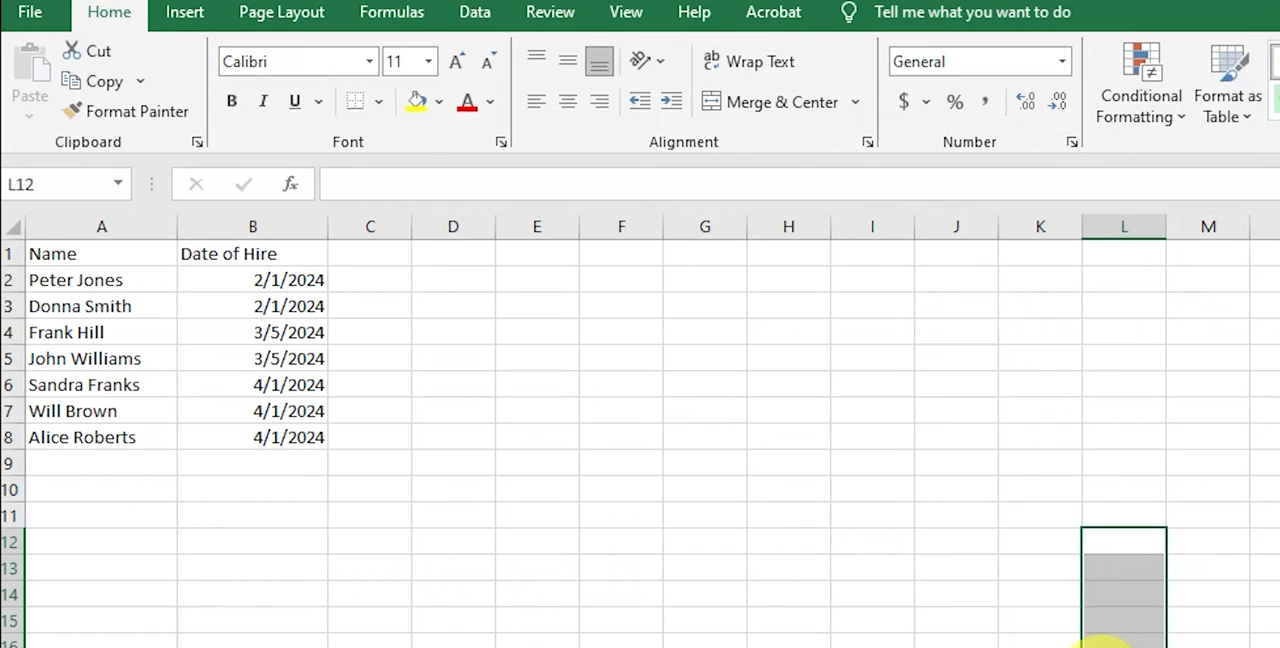 File Home Insert Page Layout Formulas Data Review View Help Acrobat Tell me what you want to do
Paste
Cut
Copy
Format Painter
Clipboard
Calibri 11
B I U A
Font
Wrap Text
Merge & Center
Alignment
General
$ % ,
Number
Conditional Formatting
Format as Table
L12 fx
A B C D E F G H I J K L M
1 Name Date of Hire
2 Peter Jones 2/1/2024
3 Donna Smith 2/1/2024
4 Frank Hill 3/5/2024
5 John Williams 3/5/2024
6 Sandra Franks 4/1/2024
7 Will Brown 4/1/2024
8 Alice Roberts 4/1/2024
9
10
11
12
13
14
15
16